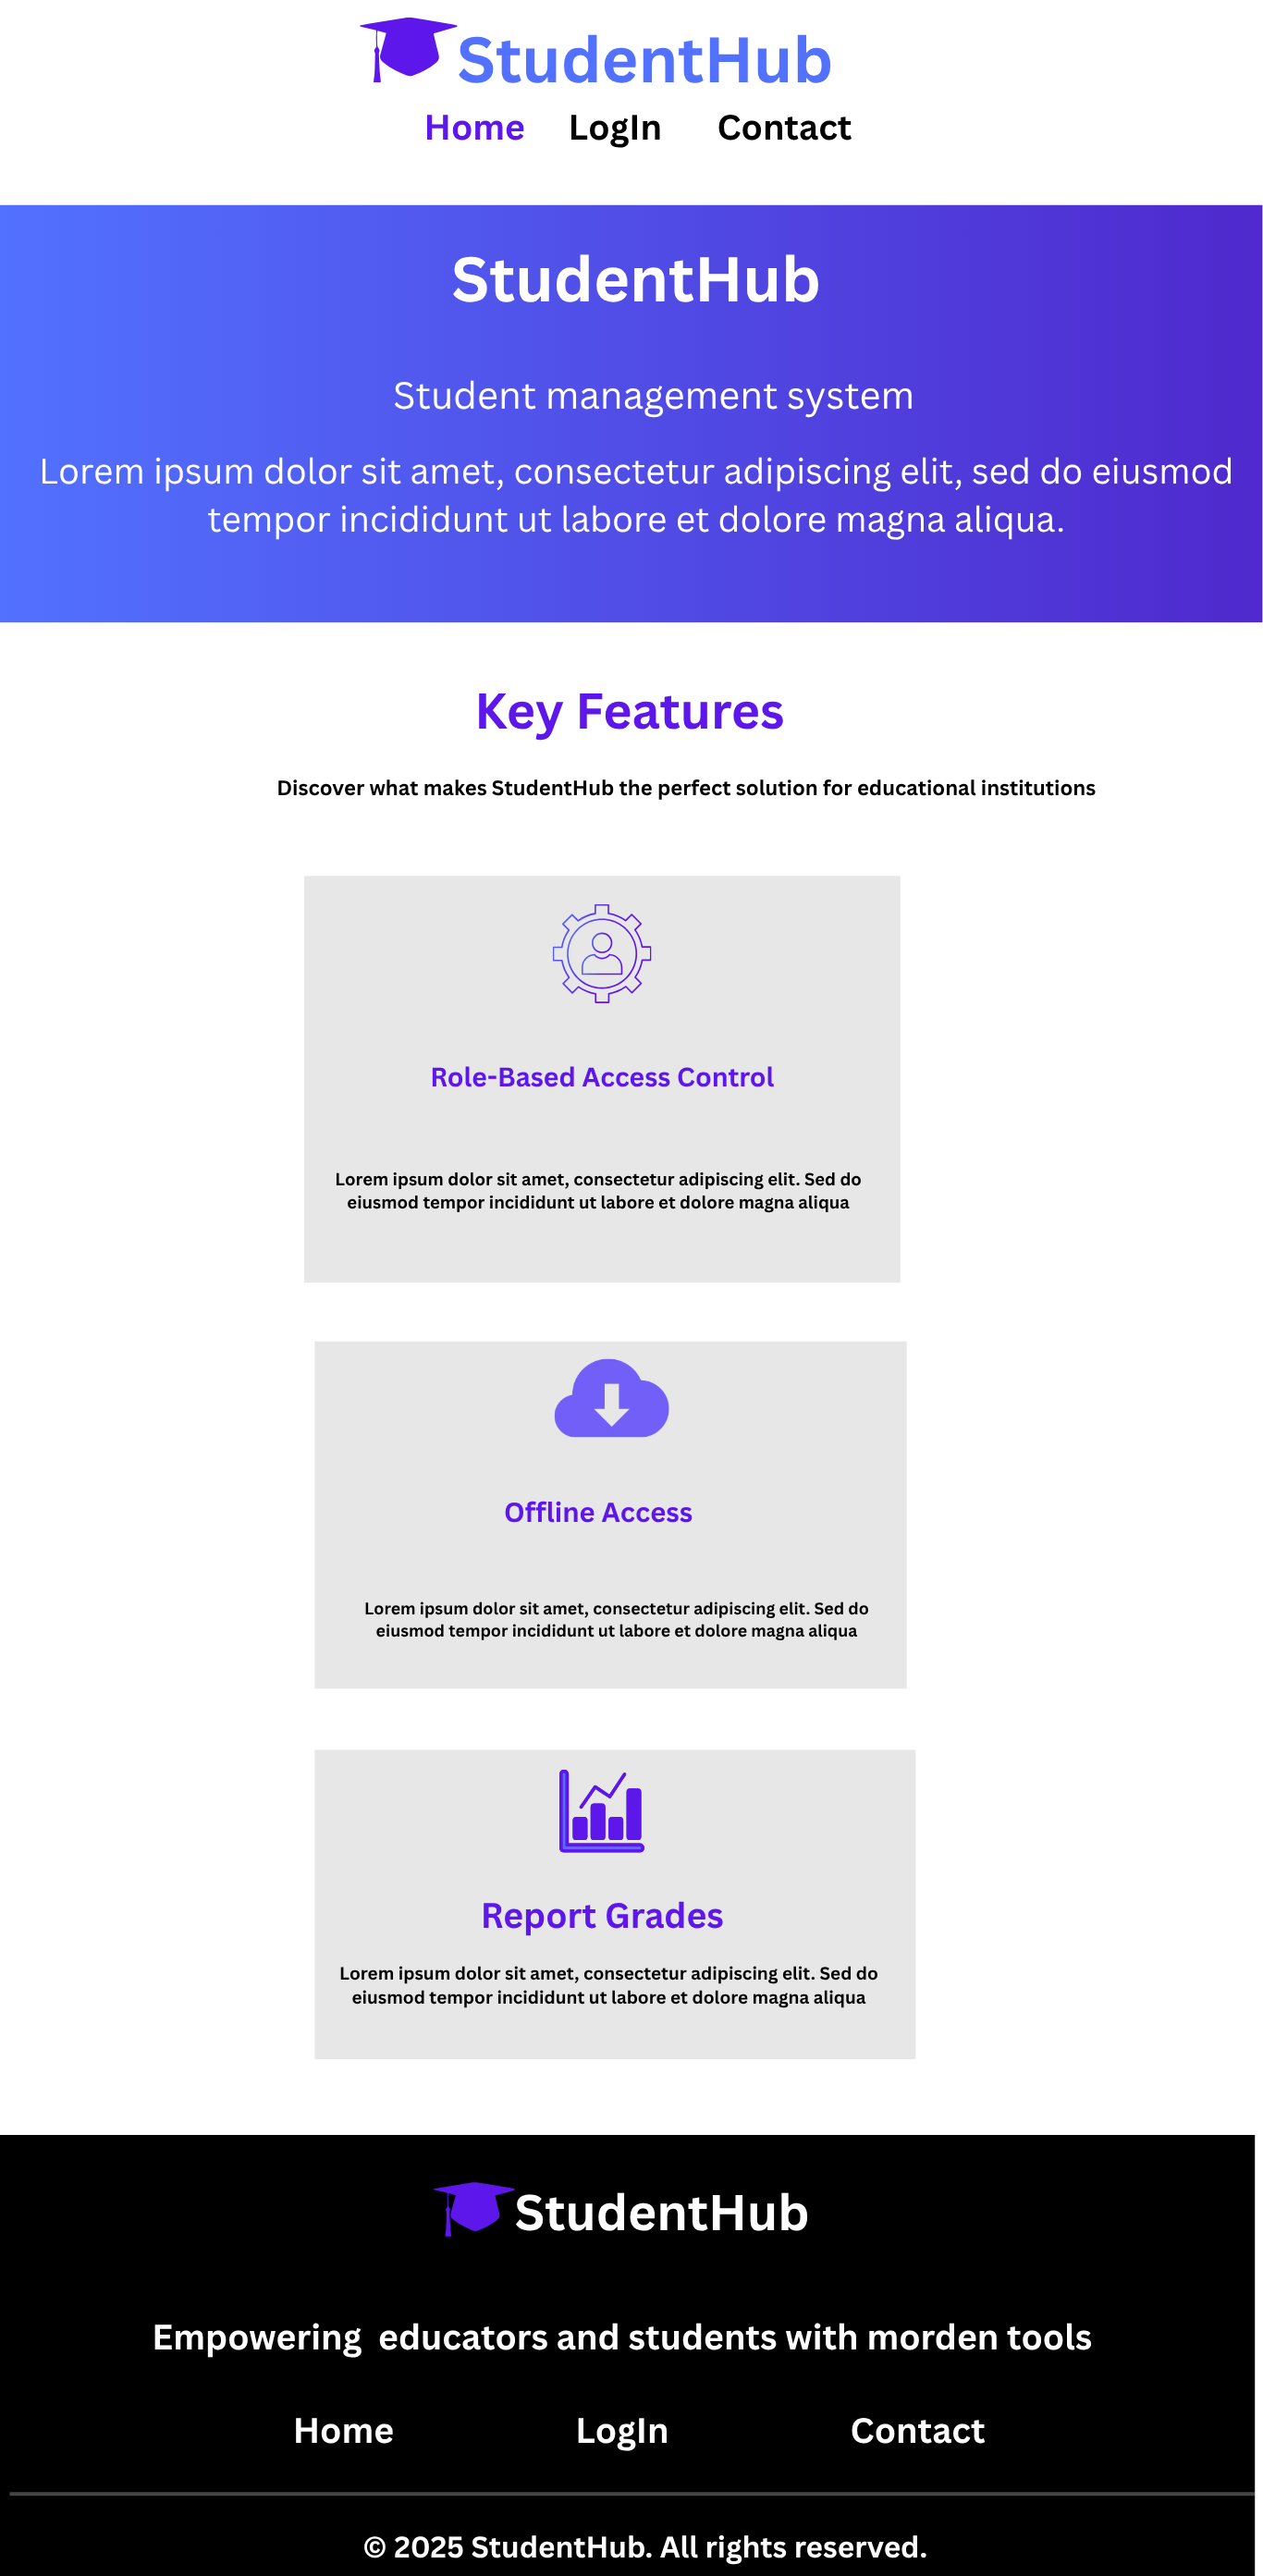 StudentHub
Home LogIn Contact
StudentHub
Student management system
Lorem ipsum dolor sit amet, consectetur adipiscing elit, sed do eiusmod
tempor incididunt ut labore et dolore magna aliqua.
Key Features
Discover what makes StudentHub the perfect solution for educational institutions
Role-Based Access Control
Lorem ipsum dolor sit amet, consectetur adipiscing elit. Sed do
eiusmod tempor incididunt ut labore et dolore magna aliqua
Offline Access
Lorem ipsum dolor sit amet, consectetur adipiscing elit. Sed do
eiusmod tempor incididunt ut labore et dolore magna aliqua
Report Grades
Lorem ipsum dolor sit amet, consectetur adipiscing elit. Sed do
eiusmod tempor incididunt ut labore et dolore magna aliqua
StudentHub
Empowering  educators and students with morden tools
Home LogIn Contact
© 2025 StudentHub. All rights reserved.